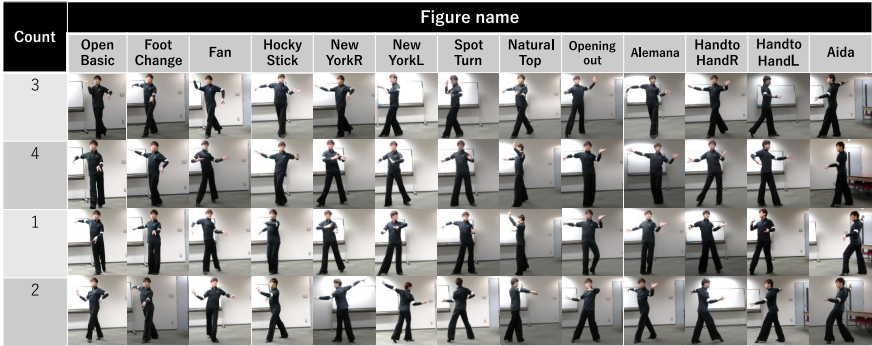 Figure name
Count
Open Basic
Foot Change
Fan
Hocky Stick
New YorkR
New YorkL
Spot Turn
Natural Top
Opening out
Alemana
Handto HandR
Handto HandL
Aida
3
4
1
2